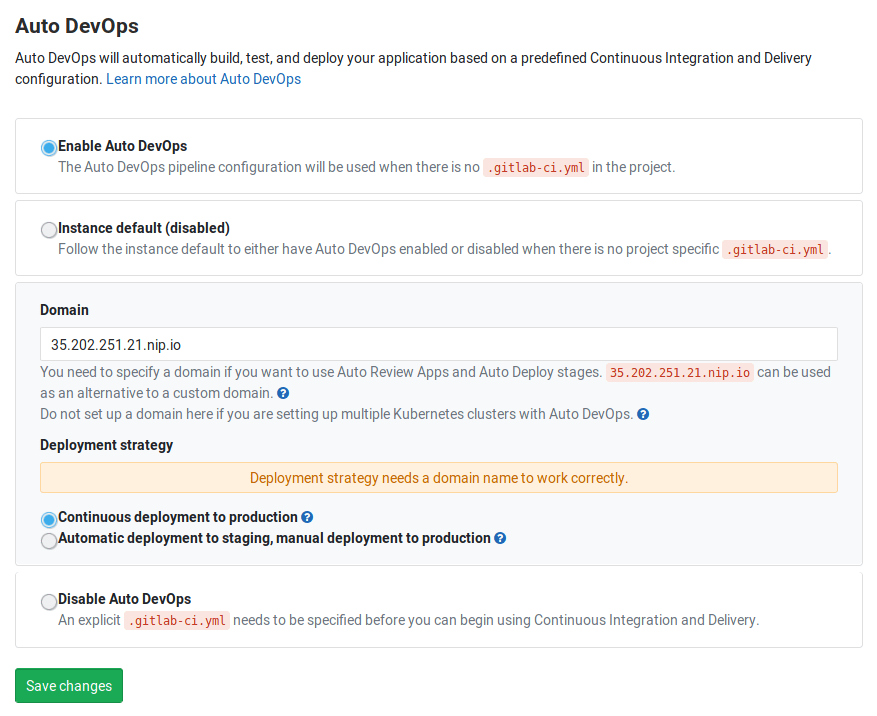 Auto DevOps
Auto DevOps will automatically build, test, and deploy your application based on a predefined Continuous Integration and Delivery
configuration. Learn more about Auto DevOps
Enable Auto DevOps
The Auto DevOps pipeline configuration will be used when there is no .gitlab-ci.yml in the project.
Instance default (disabled)
Follow the instance default to either have Auto DevOps enabled or disabled when there is no project specific .gitlab-ci.yml.
Domain
35.202.251.21.nip.io
You need to specify a domain if you want to use Auto Review Apps and Auto Deploy stages. 35.202.251.21.nip.io can be used
as an alternative to a custom domain. ?
Do not set up a domain here if you are setting up multiple Kubernetes clusters with Auto DevOps. ?
Deployment strategy
Deployment strategy needs a domain name to work correctly.
Continuous deployment to production ?
Automatic deployment to staging, manual deployment to production ?
Disable Auto DevOps
An explicit .gitlab-ci.yml needs to be specified before you can begin using Continuous Integration and Delivery.
Save changes